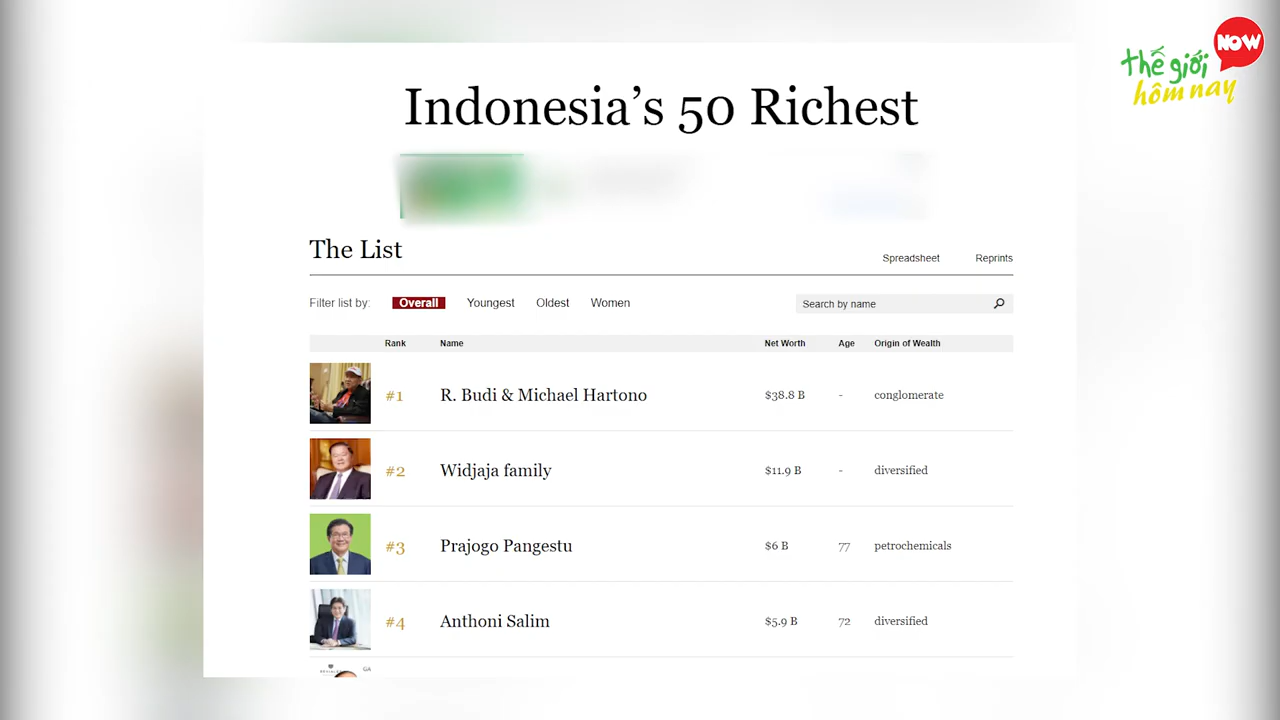 thế giới
NOW
hôm nay
Indonesia’s 50 Richest
The List
Spreadsheet
Reprints
Filter list by:
Overall
Youngest
Oldest
Women
Search by name
Rank Name Net Worth Age Origin of Wealth
#1 R. Budi & Michael Hartono $38.8 B - conglomerate
#2 Widjaja family $11.9 B - diversified
#3 Prajogo Pangestu $6 B 77 petrochemicals
#4 Anthoni Salim $5.9 B 72 diversified
GA